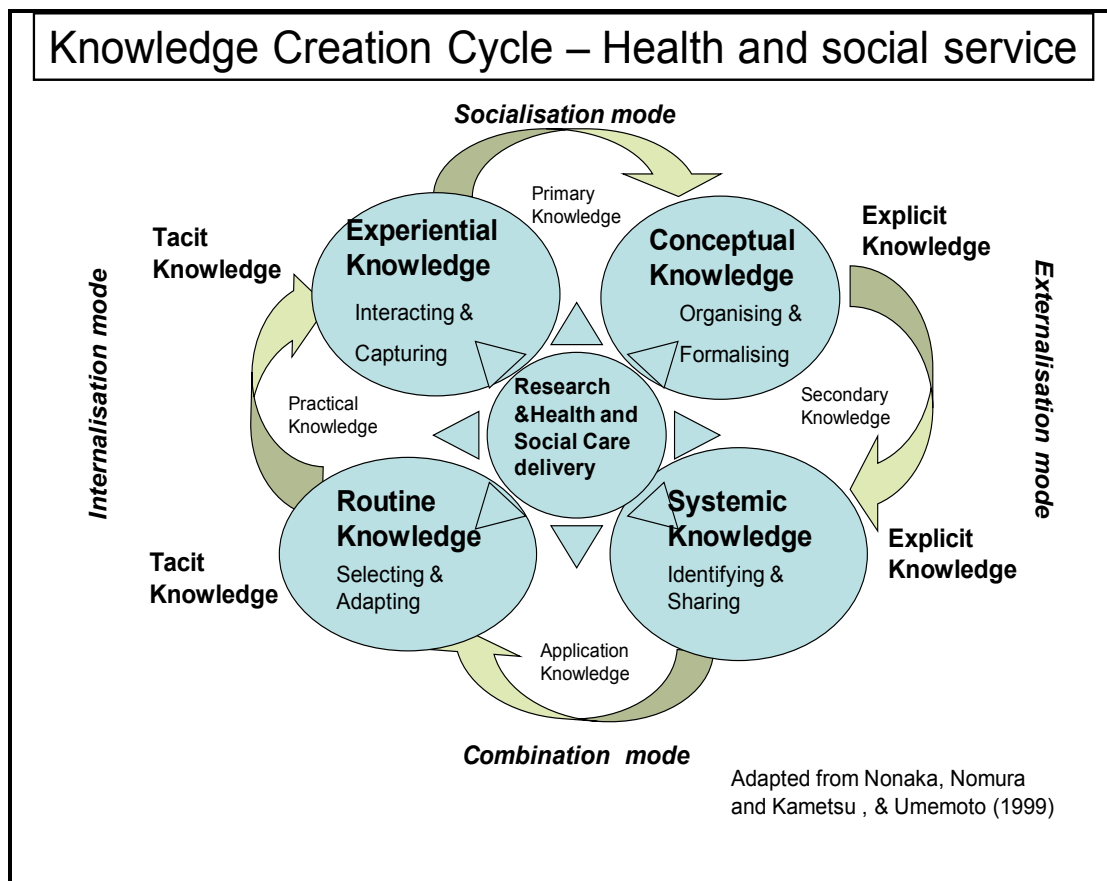 Knowledge Creation Cycle – Health and social service
Socialisation mode
Primary
Knowledge
Experiential
Knowledge
Interacting &
Capturing
Conceptual
Knowledge
Organising &
Formalising
Tacit
Knowledge
Explicit
Knowledge
Internalisation mode
Externalisation mode
Practical
Knowledge
Research
&Health and
Social Care
delivery
Secondary
Knowledge
Routine
Knowledge
Selecting &
Adapting
Systemic
Knowledge
Identifying &
Sharing
Tacit
Knowledge
Explicit
Knowledge
Application
Knowledge
Combination mode
Adapted from Nonaka, Nomura
and Kametsu , & Umemoto (1999)